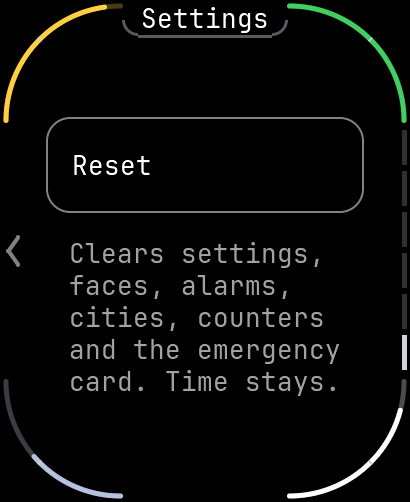 Settings
Reset
Clears settings,
faces, alarms,
cities, counters
and the emergency
card. Time stays.